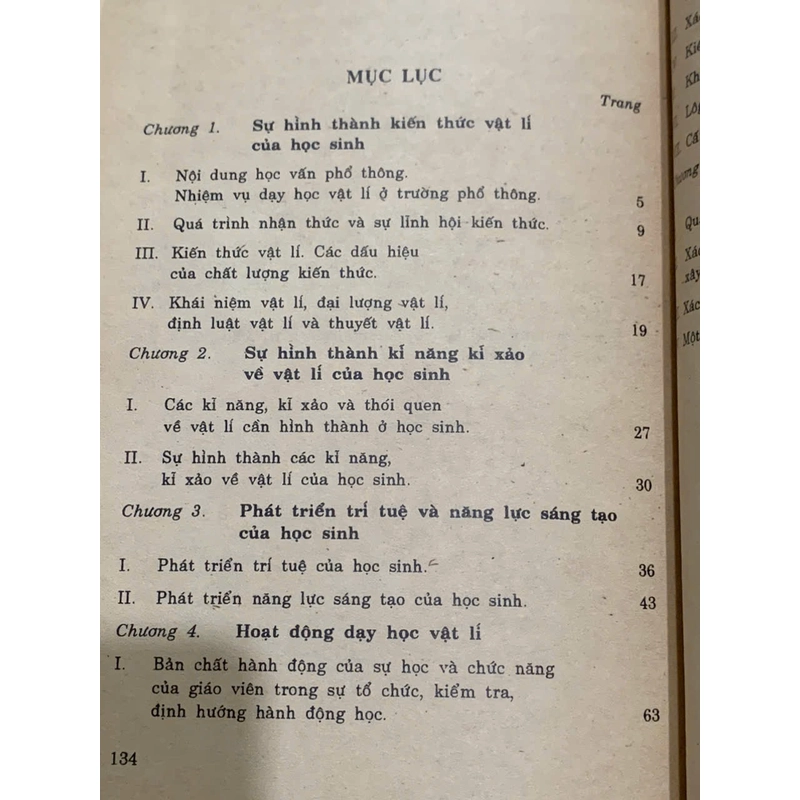 MỤC LỤC
Trang
Chương 1. Sự hình thành kiến thức vật lí
của học sinh
I. Nội dung học vấn phổ thông.
Nhiệm vụ dạy học vật lí ở trường phổ thông. 5
II. Quá trình nhận thức và sự lĩnh hội kiến thức. 9
III. Kiến thức vật lí. Các dấu hiệu
của chất lượng kiến thức. 17
IV. Khái niệm vật lí, đại lượng vật lí,
định luật vật lí và thuyết vật lí. 19
Chương 2. Sự hình thành kĩ năng kĩ xảo
về vật lí của học sinh
I. Các kĩ năng, kĩ xảo và thói quen
về vật lí cần hình thành ở học sinh. 27
II. Sự hình thành các kĩ năng,
kĩ xảo về vật lí của học sinh. 30
Chương 3. Phát triển trí tuệ và năng lực sáng tạo
của học sinh
I. Phát triển trí tuệ của học sinh. 36
II. Phát triển năng lực sáng tạo của học sinh. 43
Chương 4. Hoạt động dạy học vật lí
I. Bản chất hành động của sự học và chức năng
của giáo viên trong sự tổ chức, kiểm tra,
định hướng hành động học. 63
134
Xác
Một